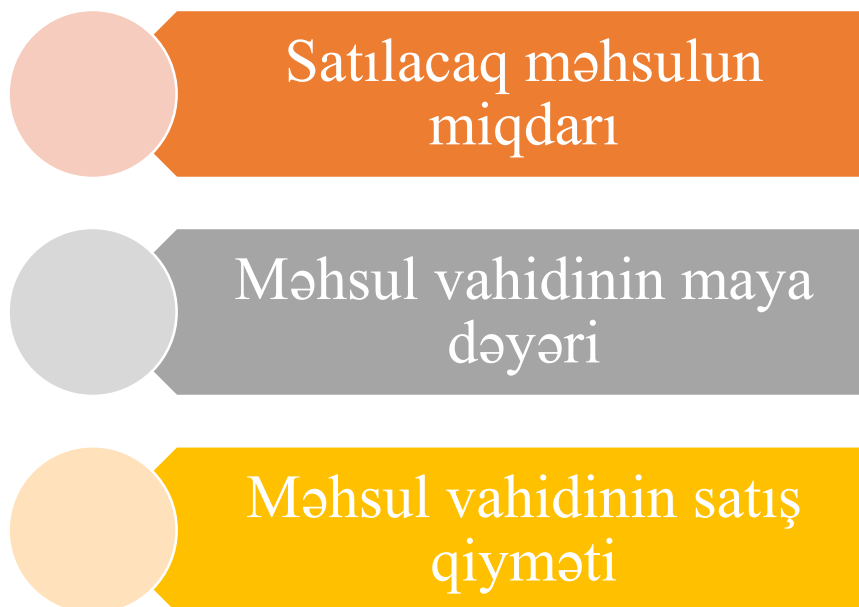 Satılacaq məhsulun
miqdarı
Məhsul vahidinin maya
dəyəri
Məhsul vahidinin satış
qiyməti